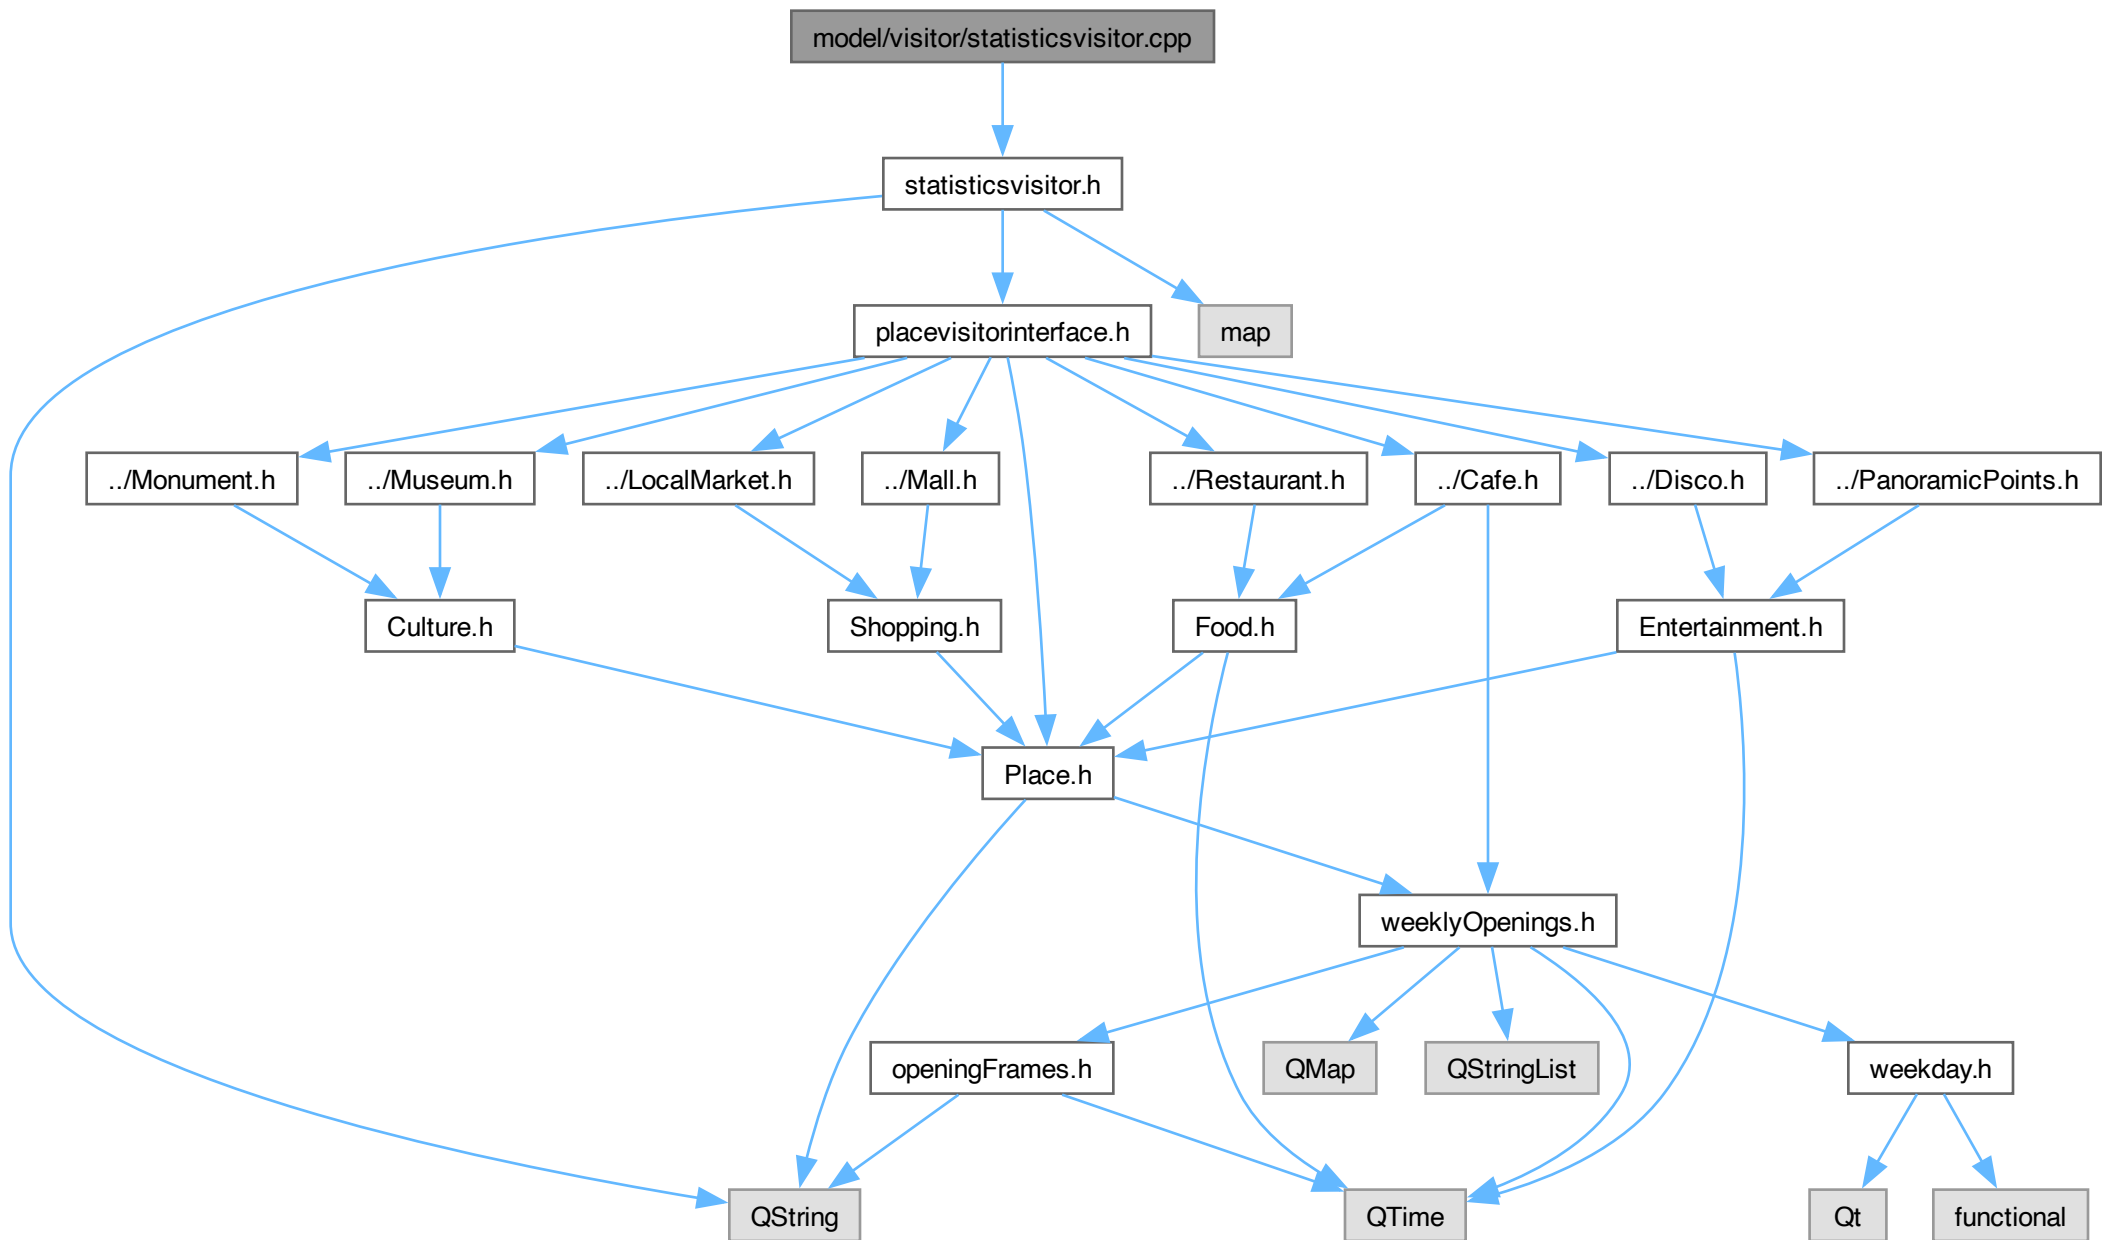 model/visitor/statisticsvisitor.cpp
statisticsvisitor.h
placevisitorinterface.h
map
../Monument.h
../Museum.h
../LocalMarket.h
../Mall.h
../Restaurant.h
../Cafe.h
../Disco.h
../PanoramicPoints.h
Culture.h
Shopping.h
Food.h
Entertainment.h
Place.h
weeklyOpenings.h
openingFrames.h
QMap
QStringList
weekday.h
QString
QTime
Qt
functional